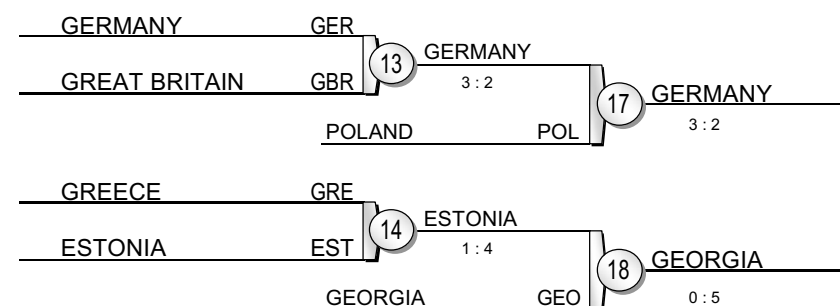 GERMANY GER
13 GERMANY
GREAT BRITAIN GBR
3 : 2
17 GERMANY
3 : 2
POLAND POL
GREECE GRE
14 ESTONIA
ESTONIA EST
1 : 4
18 GEORGIA
GEORGIA GEO
0 : 5